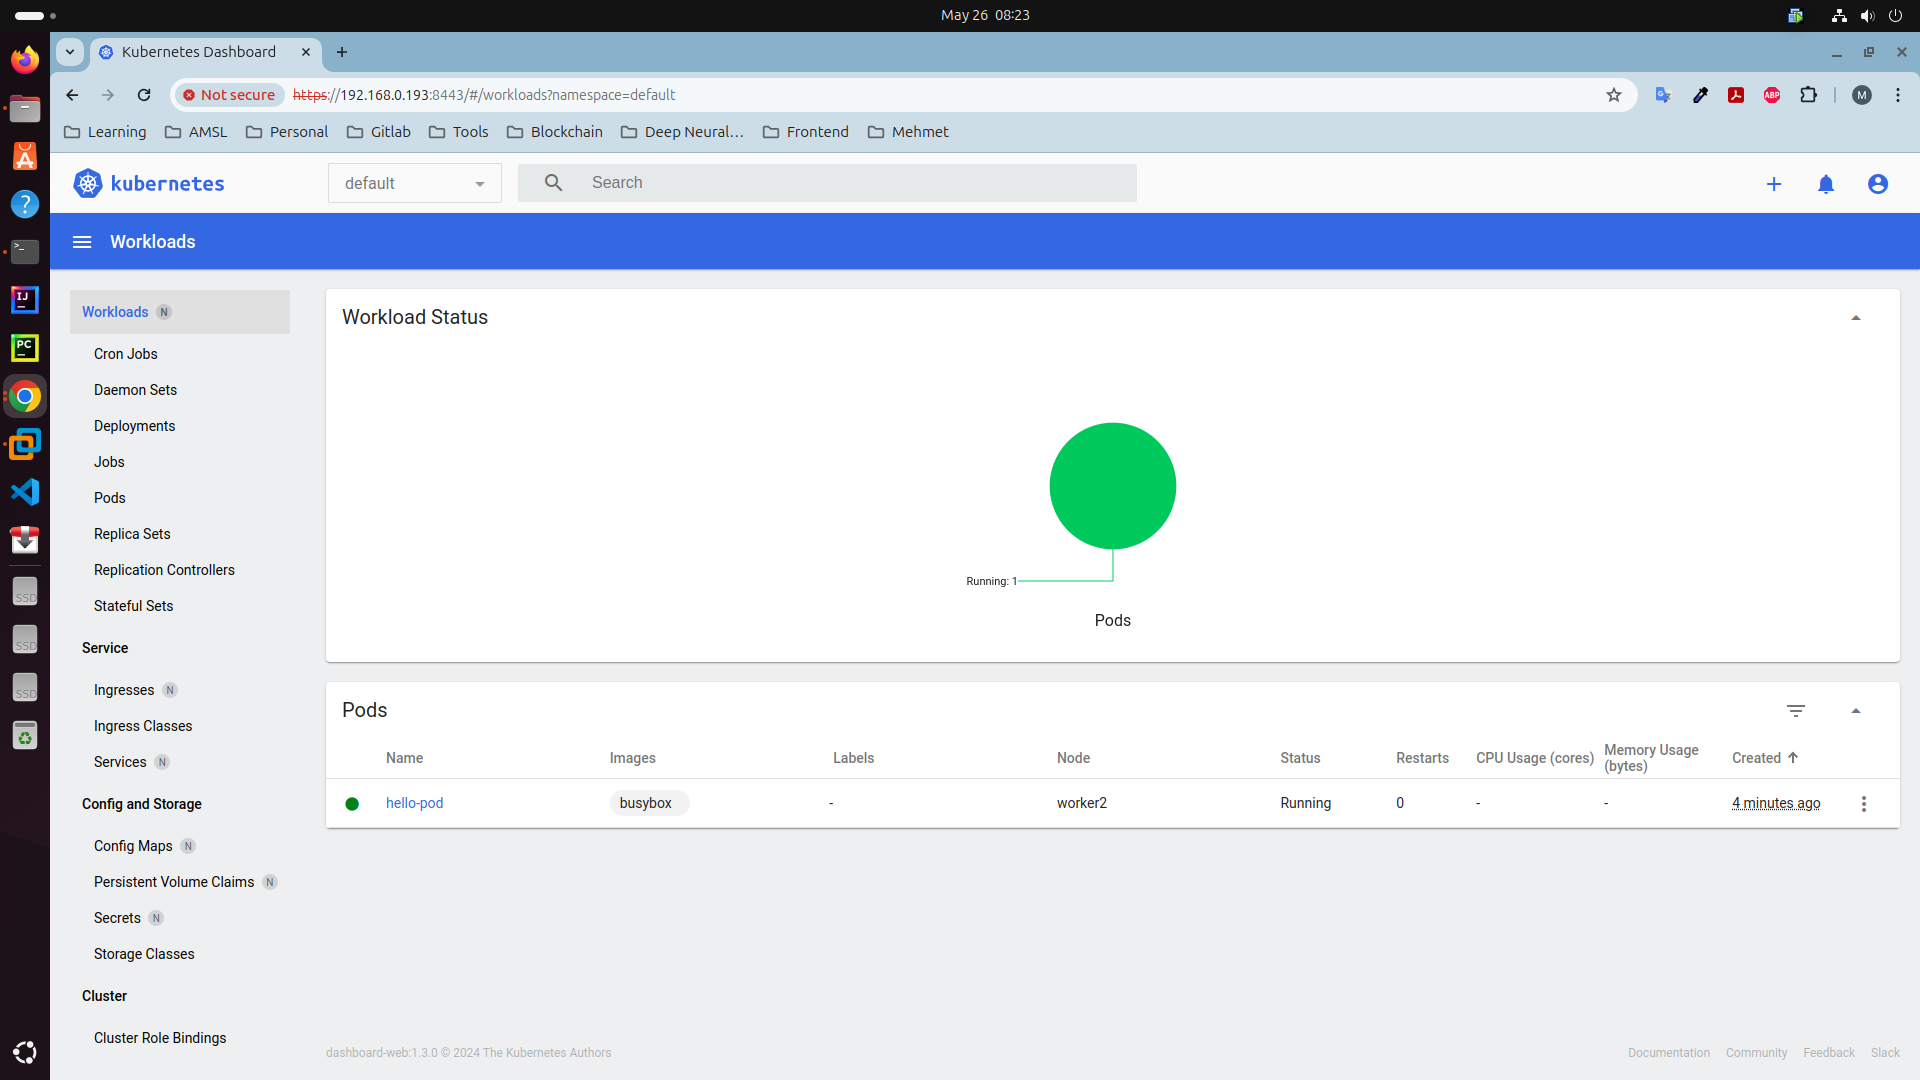 May 26  08:23
Kubernetes Dashboard
Not secure
https://192.168.0.193:8443/#/workloads?namespace=default
Learning
AMSL
Personal
Gitlab
Tools
Blockchain
Deep Neural…
Frontend
Mehmet
M
ABP
kubernetes
default
Search
Workloads
Workloads N
Cron Jobs
Daemon Sets
Deployments
Jobs
Pods
Replica Sets
Replication Controllers
Stateful Sets
Service
Ingresses N
Ingress Classes
Services N
Config and Storage
Config Maps N
Persistent Volume Claims N
Secrets N
Storage Classes
Cluster
Cluster Role Bindings
Workload Status
Running: 1
Pods
Pods
Name Images Labels Node Status Restarts CPU Usage (cores) Memory Usage (bytes) Created
hello-pod busybox - worker2 Running 0 - - 4 minutes ago
dashboard-web:1.3.0 © 2024 The Kubernetes Authors
Documentation Community Feedback Slack
IJ
PC
SSD
SSD
SSD